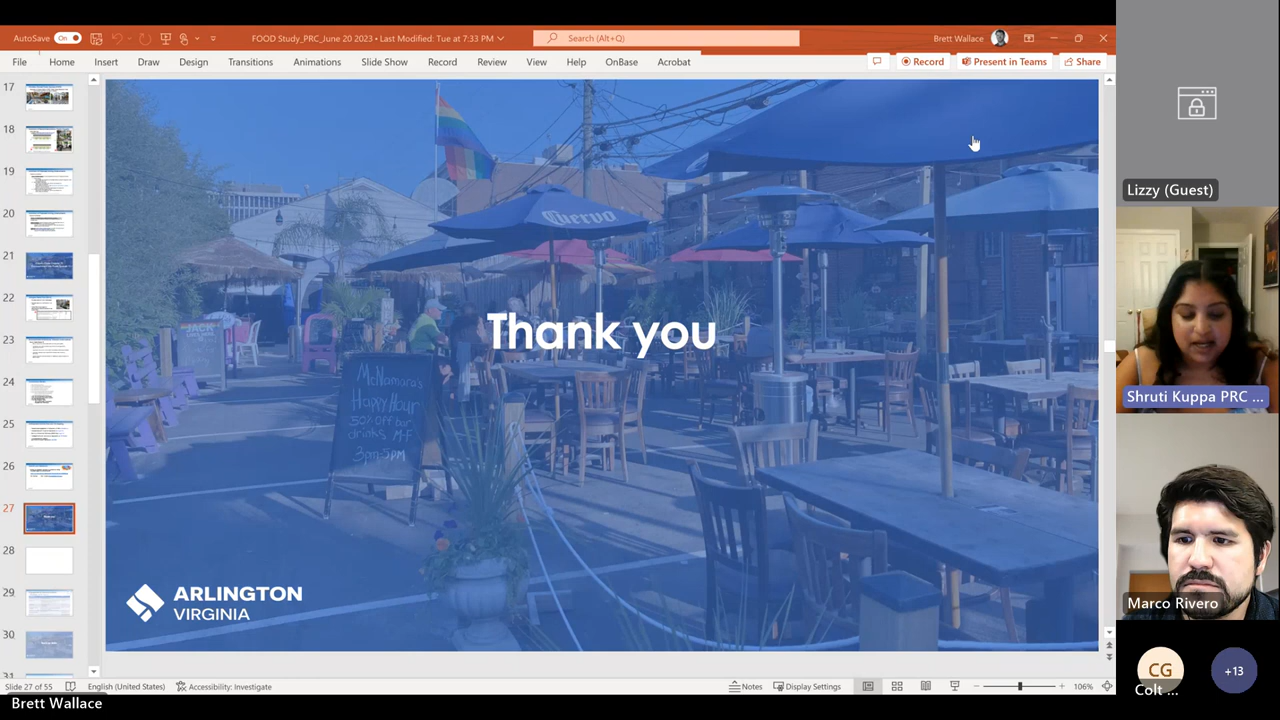 AutoSave On
FOOD Study_PRC_June 20 2023 • Last Modified: Tue at 7:33 PM
Search (Alt+Q)
Brett Wallace
File Home Insert Draw Design Transitions Animations Slide Show Record Review View Help OnBase Acrobat
Record Present in Teams Share
17
18
19
20
21
22
23
24
25
26
27
28
29
30
31
Cuervo
JACK
Thank you
McNamara's
Happy Hour
50% off
drinks M-F
3pm-5PM
ARLINGTON
VIRGINIA
Lizzy (Guest)
Shruti Kuppa PRC ...
Marco Rivero
CG
Colt ...
+13
Slide 27 of 55 English (United States) Accessibility: Investigate Notes Display Settings 106%
Brett Wallace